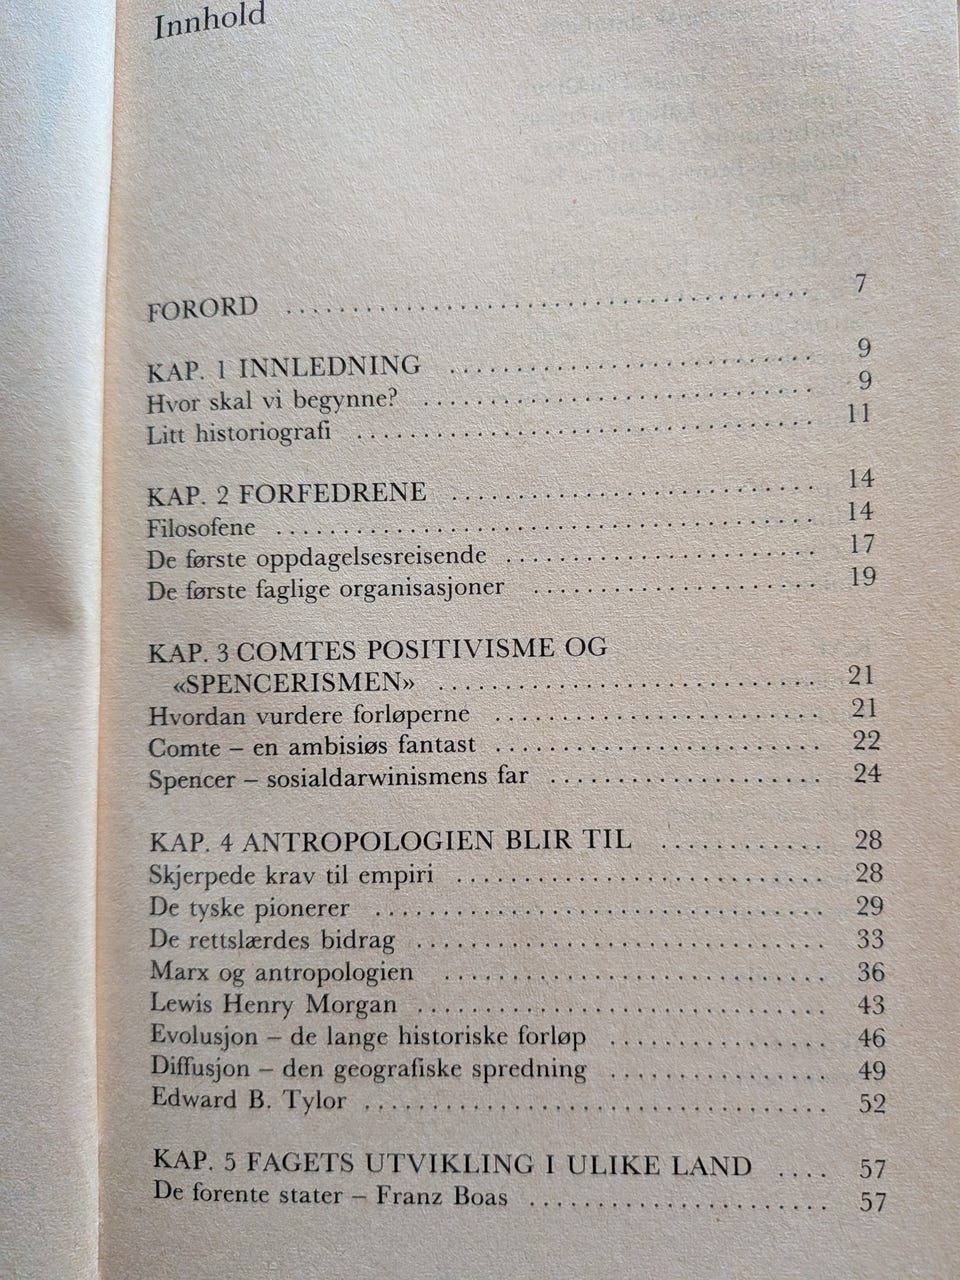 Innhold
FORORD ........................................ 7
KAP. 1 INNLEDNING ............................ 9
Hvor skal vi begynne? .............................. 9
Litt historiografi .................................... 11
KAP. 2 FORFEDRENE ............................ 14
Filosofene .......................................... 14
De første oppdagelsesreisende ........................ 17
De første faglige organisasjoner ...................... 19
KAP. 3 COMTES POSITIVISME OG
«SPENCERISMEN» ............................. 21
Hvordan vurdere forløperne ......................... 21
Comte – en ambisiøs fantast ......................... 22
Spencer – sosialdarwinismens far ..................... 24
KAP. 4 ANTROPOLOGIEN BLIR TIL ............ 28
Skjerpede krav til empiri ............................ 28
De tyske pionerer ................................... 29
De rettslærdes bidrag ................................ 33
Marx og antropologien ............................. 36
Lewis Henry Morgan ................................ 43
Evolusjon – de lange historiske forløp ................ 46
Diffusjon – den geografiske spredning ................ 49
Edward B. Tylor .................................... 52
KAP. 5 FAGETS UTVIKLING I ULIKE LAND .... 57
De forente stater – Franz Boas ....................... 57